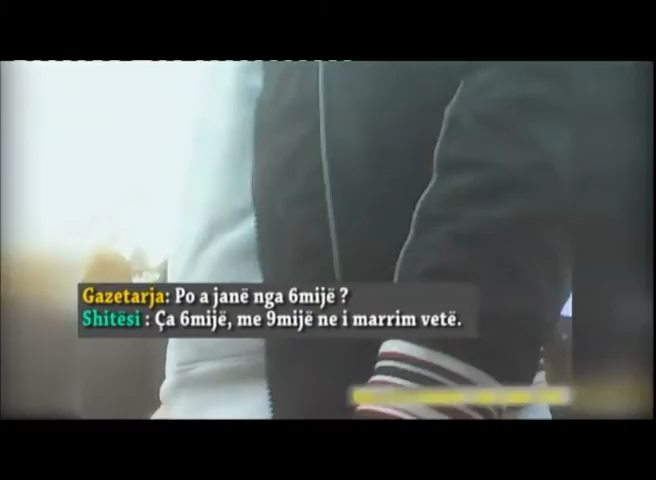 Gazetarja: Po a janë nga 6mijë ?
Shitësi : Ça 6mijë, me 9mijë ne i marrim vetë.